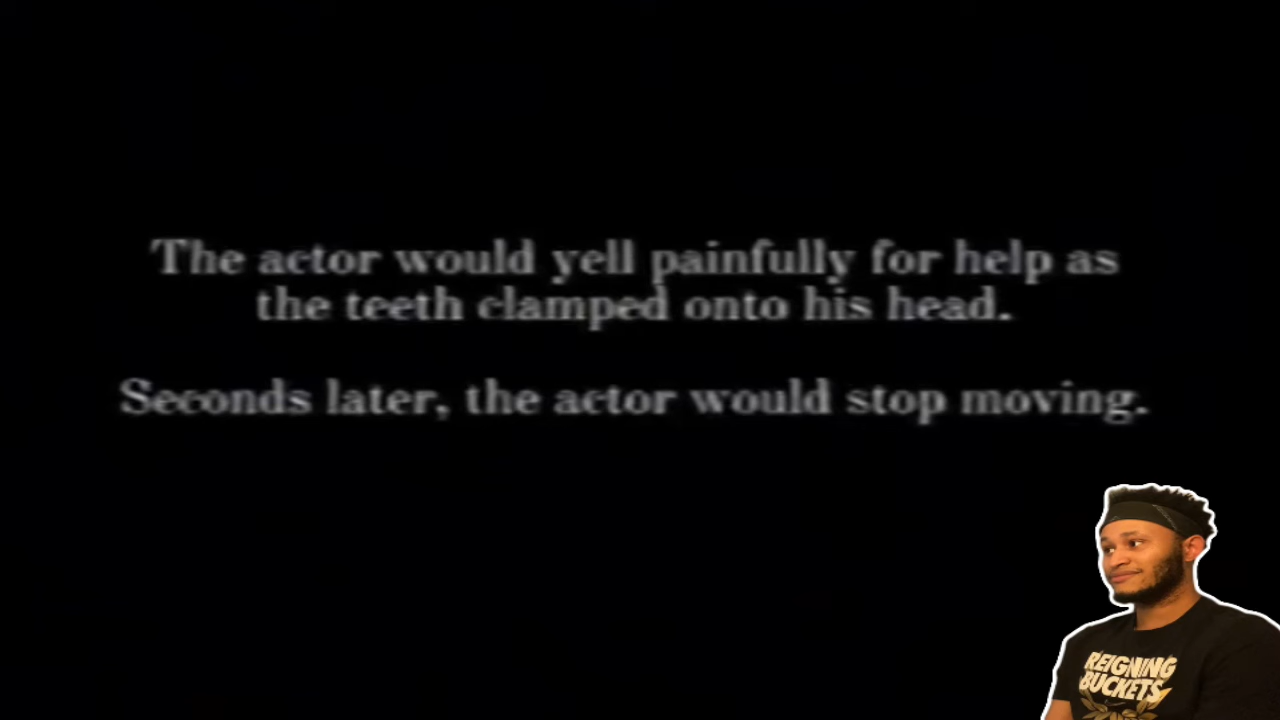 The actor would yell painfully for help as
the teeth clamped onto his head.
Seconds later, the actor would stop moving.
REIGNING
BUCKETS